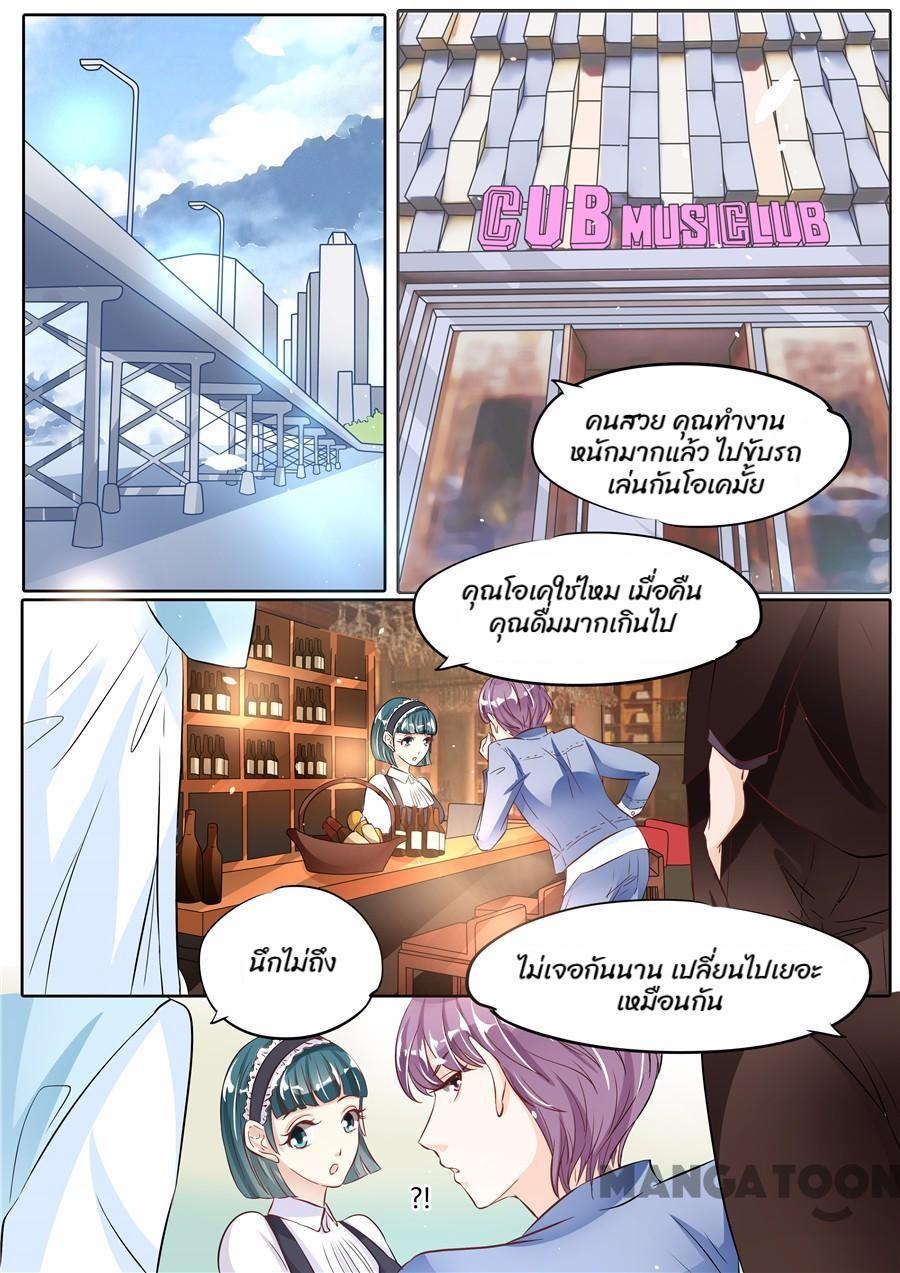 CUB MUSICLUB
คนสวย คุณทำงาน
หนักมากแล้ว ไปขับรถ
เล่นกันโอเคมั้ย
คุณโอเคใช่ไหม เมื่อคืน
คุณดื่มมากเกินไป
นึกไม่ถึง
ไม่เจอกันนาน เปลี่ยนไปเยอะ
เหมือนกัน
?!
MANGATOON